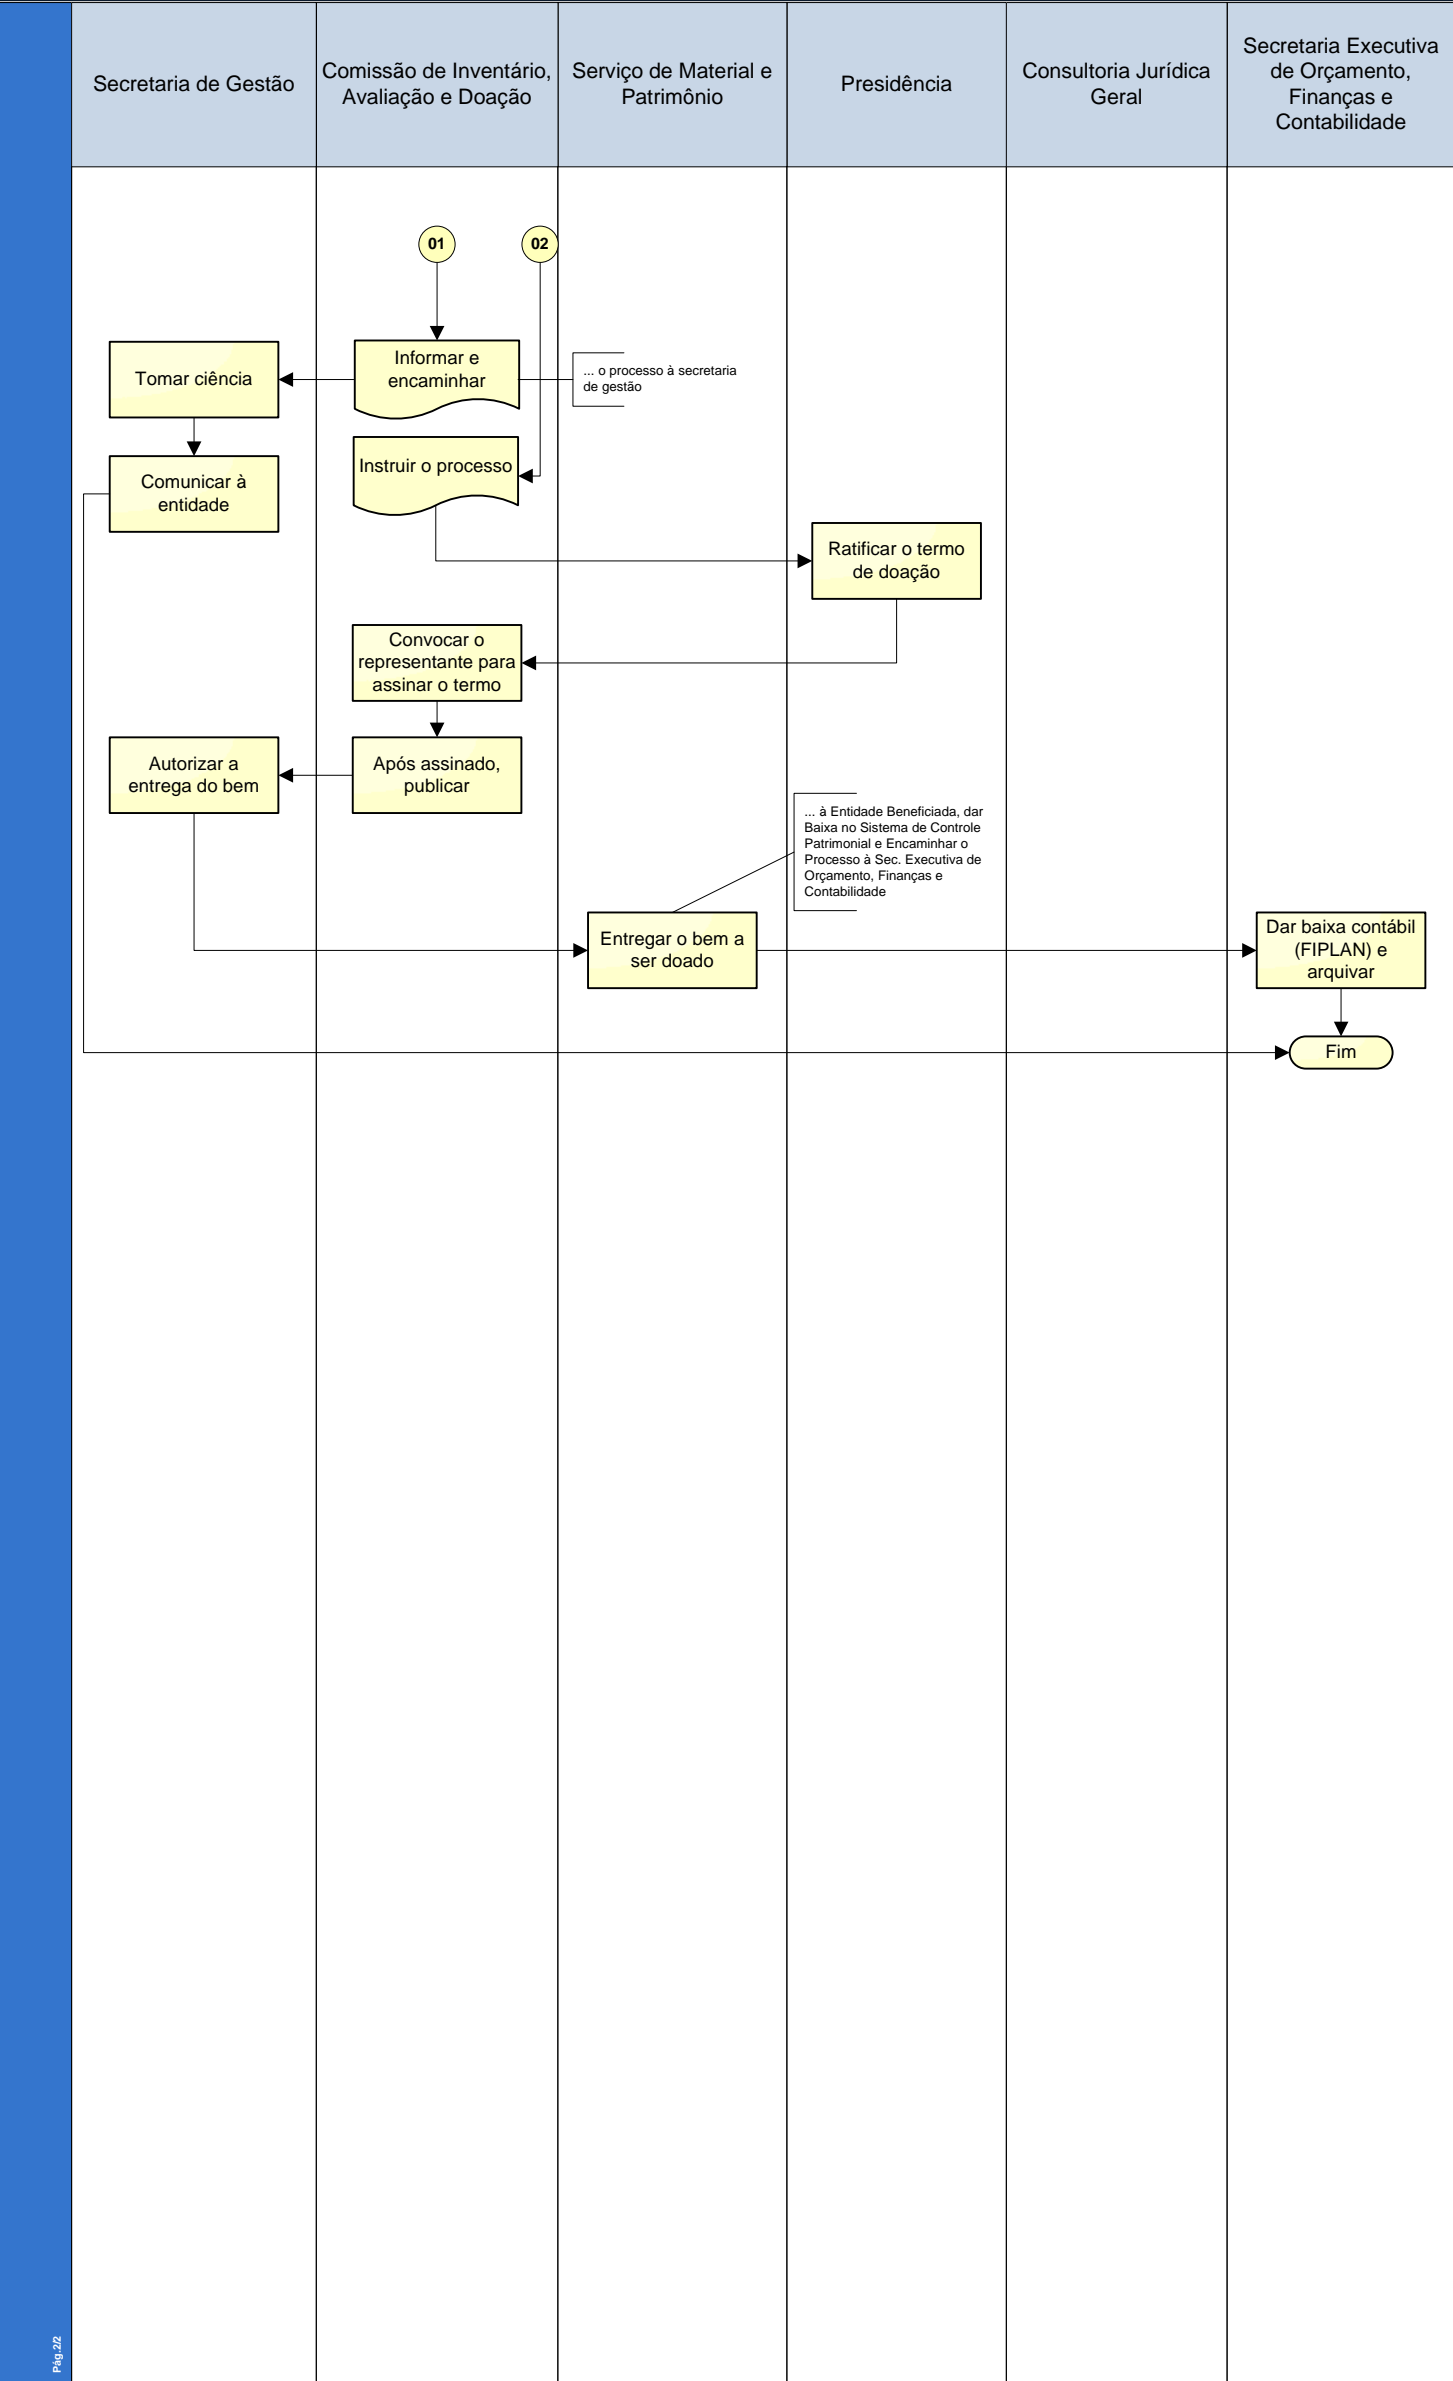 Secretaria de Gestão
Comissão de Inventário,
Avaliação e Doação
Serviço de Material e
Patrimônio
Presidência
Consultoria Jurídica
Geral
Secretaria Executiva
de Orçamento,
Finanças e
Contabilidade
01
02
Tomar ciência
Informar e
encaminhar
... o processo à secretaria
de gestão
Comunicar à
entidade
Instruir o processo
Ratificar o termo
de doação
Convocar o
representante para
assinar o termo
Autorizar a
entrega do bem
Após assinado,
publicar
... à Entidade Beneficiada, dar
Baixa no Sistema de Controle
Patrimonial e Encaminhar o
Processo à Sec. Executiva de
Orçamento, Finanças e
Contabilidade
Entregar o bem a
ser doado
Dar baixa contábil
(FIPLAN) e
arquivar
Fim
Pág.2/2